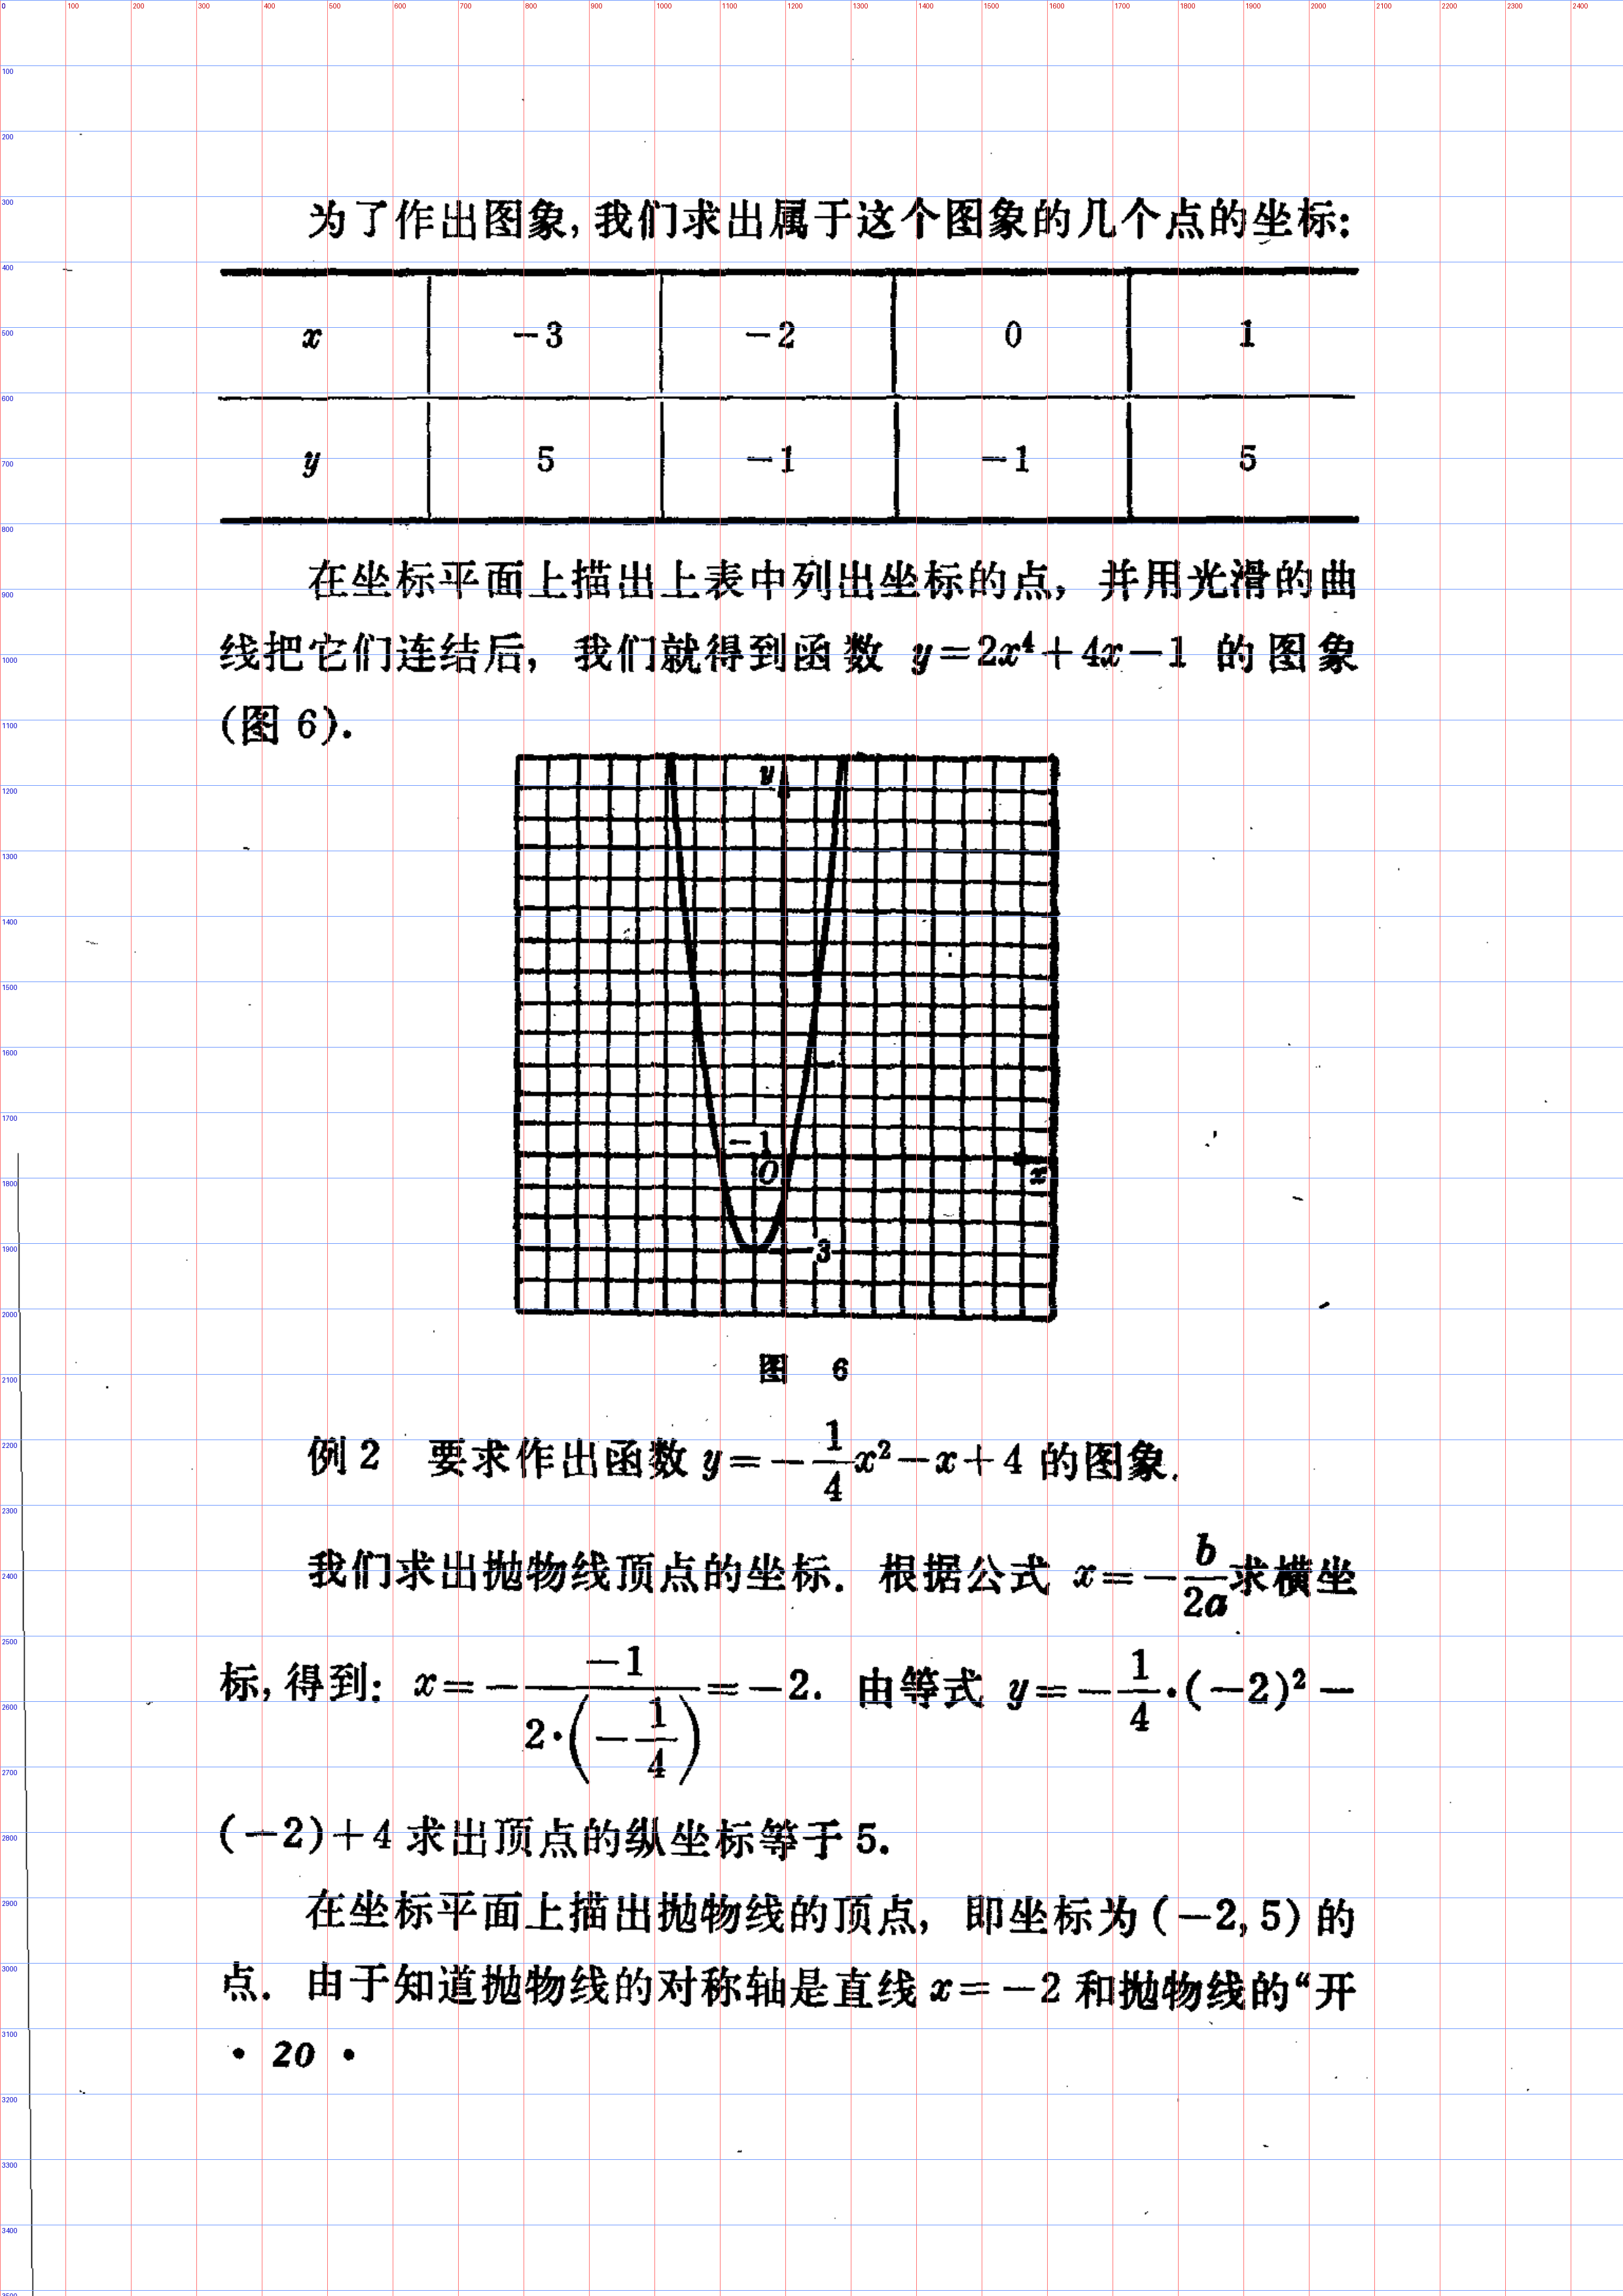 为了作出图象,我们求出属于这个图象的几个点的坐标:
x −3 −2 0 1
y 5 −1 −1 5
在坐标平面上描出上表中列出坐标的点, 并用光滑的曲
线把它们连结后, 我们就得到函数 y=2x⁴+4x−1 的图象
(图 6).
y
−1
O
x
−3
图 6
例 2 要求作出函数 y=−\frac{1}{4}x²−x+4 的图象.
我们求出抛物线顶点的坐标. 根据公式 x=−\frac{b}{2a}求横坐
标,得到: x=−\frac{−1}{2·(−\frac{1}{4})}=−2. 由等式 y=−\frac{1}{4}·(−2)²−
(−2)+4 求出顶点的纵坐标等于 5.
在坐标平面上描出抛物线的顶点, 即坐标为(−2,5)的
点. 由于知道抛物线的对称轴是直线 x=−2 和抛物线的“开
• 20 •